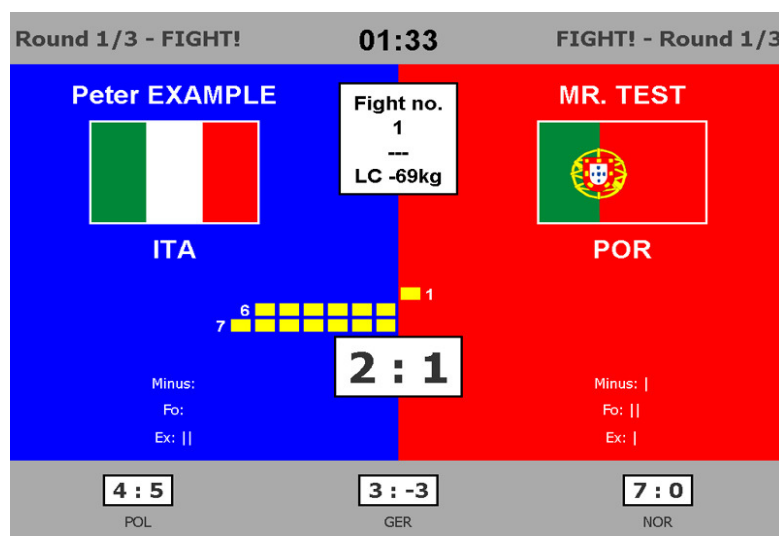 Round 1/3 - FIGHT!
01:33
FIGHT! - Round 1/3
Peter EXAMPLE
Fight no.
1
---
LC -69kg
MR. TEST
ITA
POR
1
6
7
2 : 1
Minus:
Fo:
Ex: ||
Minus: |
Fo: ||
Ex: |
4 : 5
POL
3 : -3
GER
7 : 0
NOR